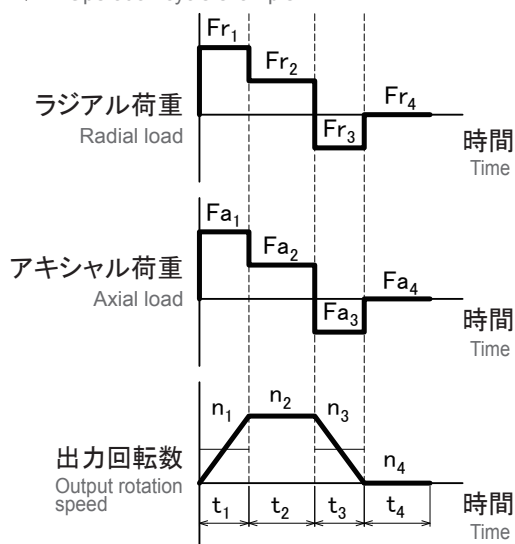 Fr₁
Fr₂
Fr₄
ラジアル荷重
Radial load
Fr₃
時間
Time
Fa₁
Fa₂
アキシャル荷重
Axial load
Fa₄
Fa₃
時間
Time
n₁ n₂ n₃
出力回転数
n₄
Output rotation
speed
t₁ t₂ t₃ t₄
時間
Time